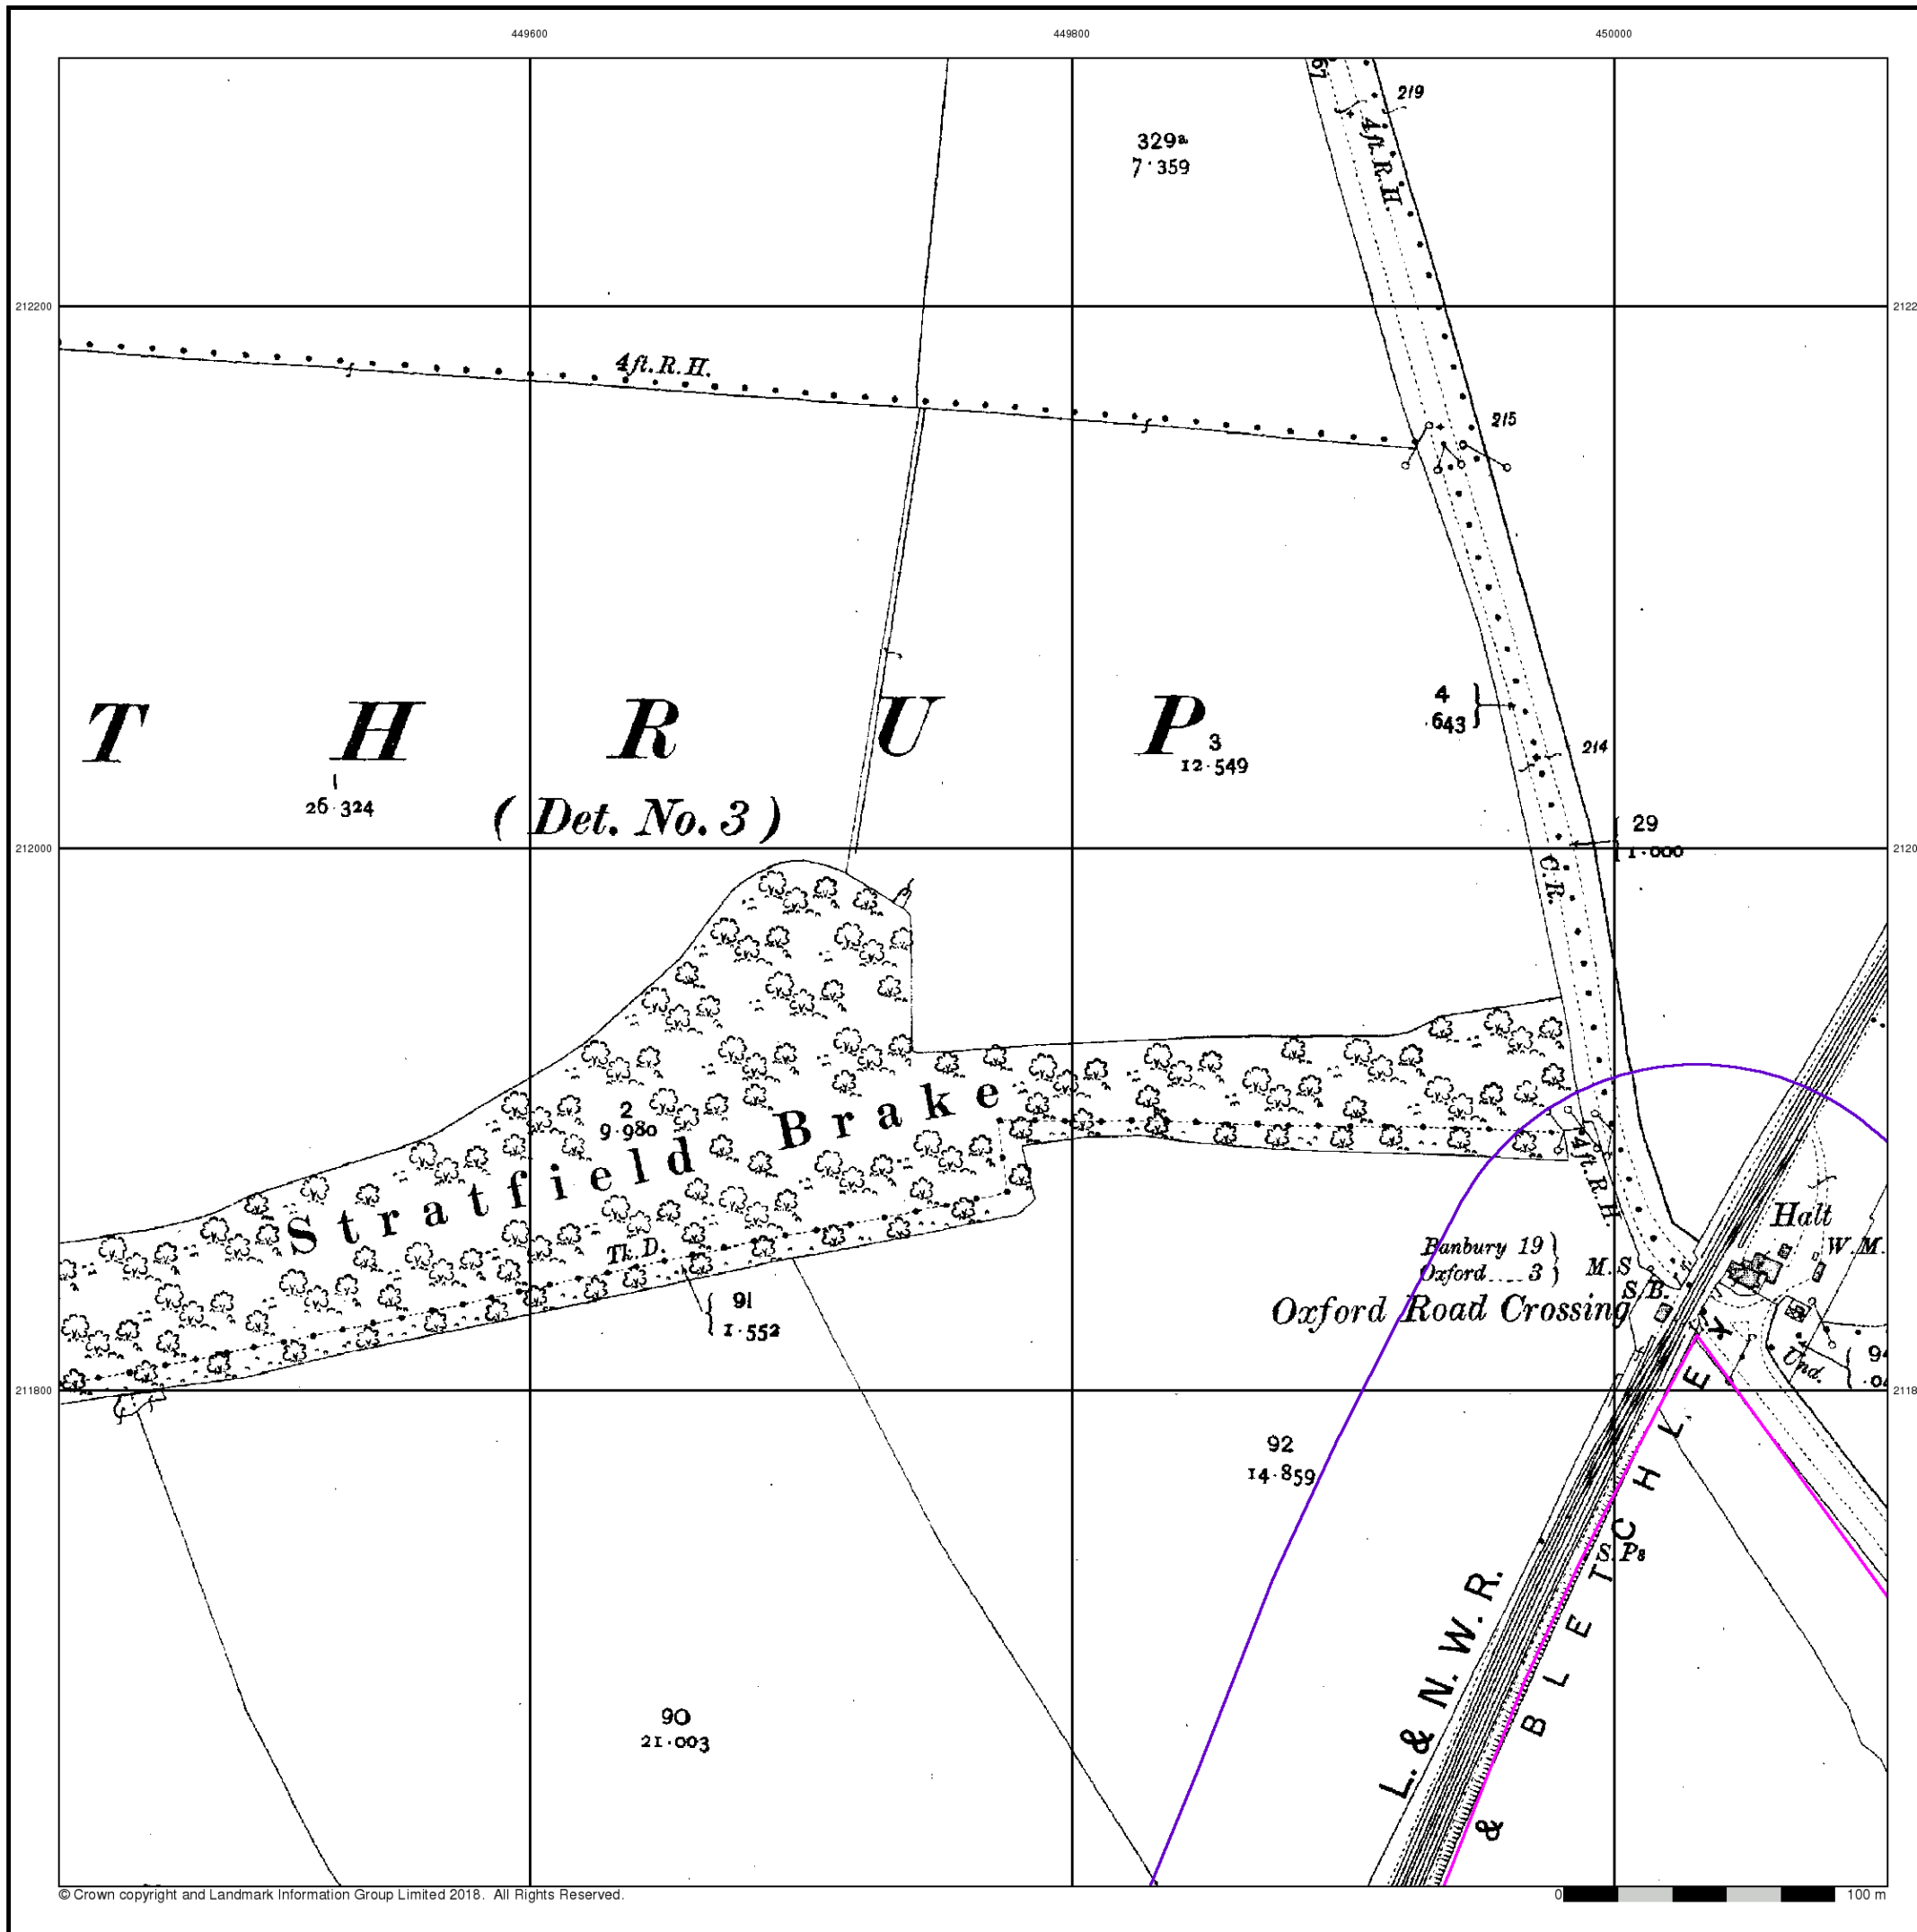 449600 449800 450000
219
4ft. R. H.
329a
7·359
212200
4ft. R. H.
215
4
·643
T H R U P
3
12·549
1
26·324
( Det. No. 3 )
214
212000
29
1·000
C. R.
2
9·980
Stratfield Brake
4ft. R. H.
Tk. D.
Halt
W. M.
Banbury 19
Oxford 3
M. S
S. B.
91
1·552
Oxford Road Crossing
Und.
211800
92
14·859
S. Ps
L. & N. W. R.
& BLETCHLEY
90
21·003
© Crown copyright and Landmark Information Group Limited 2018. All Rights Reserved.
0 100 m